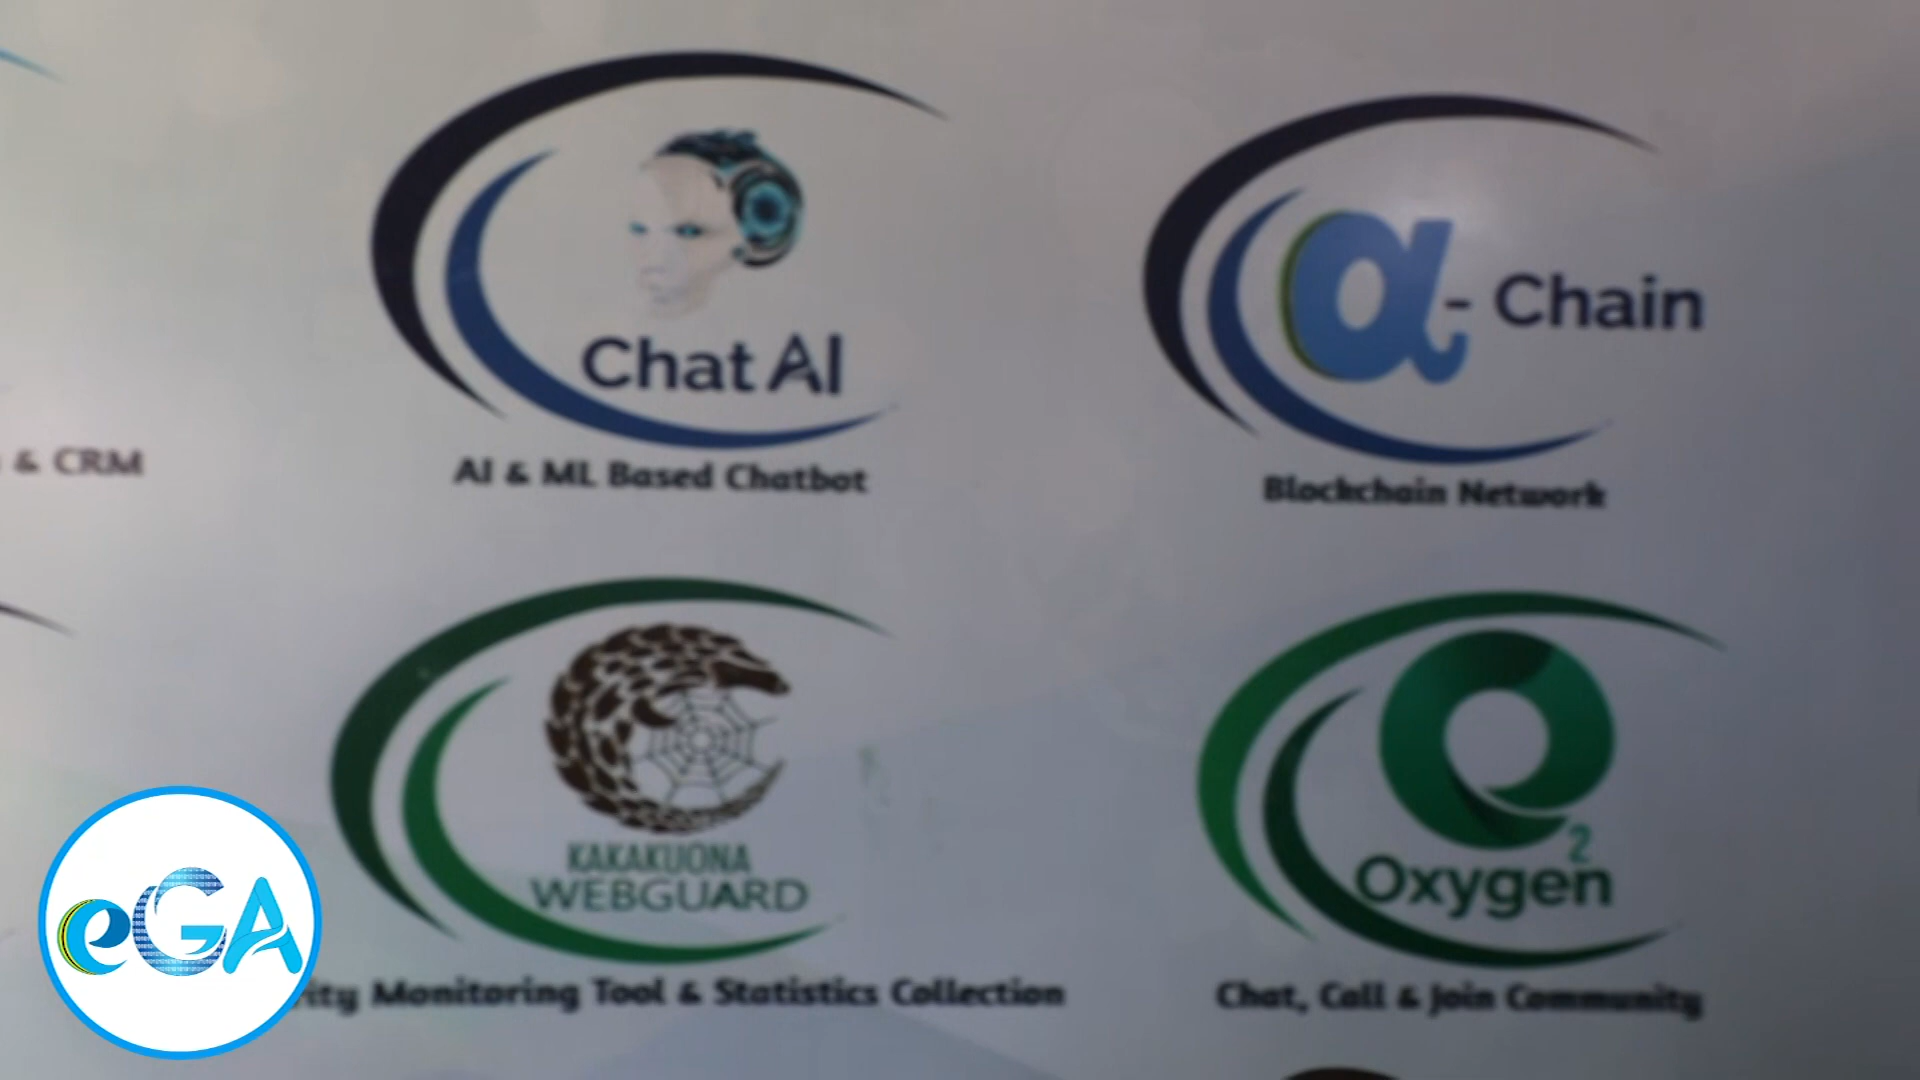 & CRM
Chat AI
AI & ML Based Chatbot
α - Chain
Blockchain Network
KAKAKUONA
WEBGUARD
rity Monitoring Tool & Statistics Collection
2
Oxygen
Chat, Call & Join Community
eGA